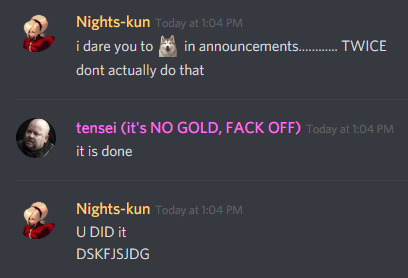 Nights-kun Today at 1:04 PM
i dare you to in announcements............ TWICE
dont actually do that
tensei (it's NO GOLD, FACK OFF) Today at 1:04 PM
it is done
Nights-kun Today at 1:04 PM
U DID it
DSKFJSJDG